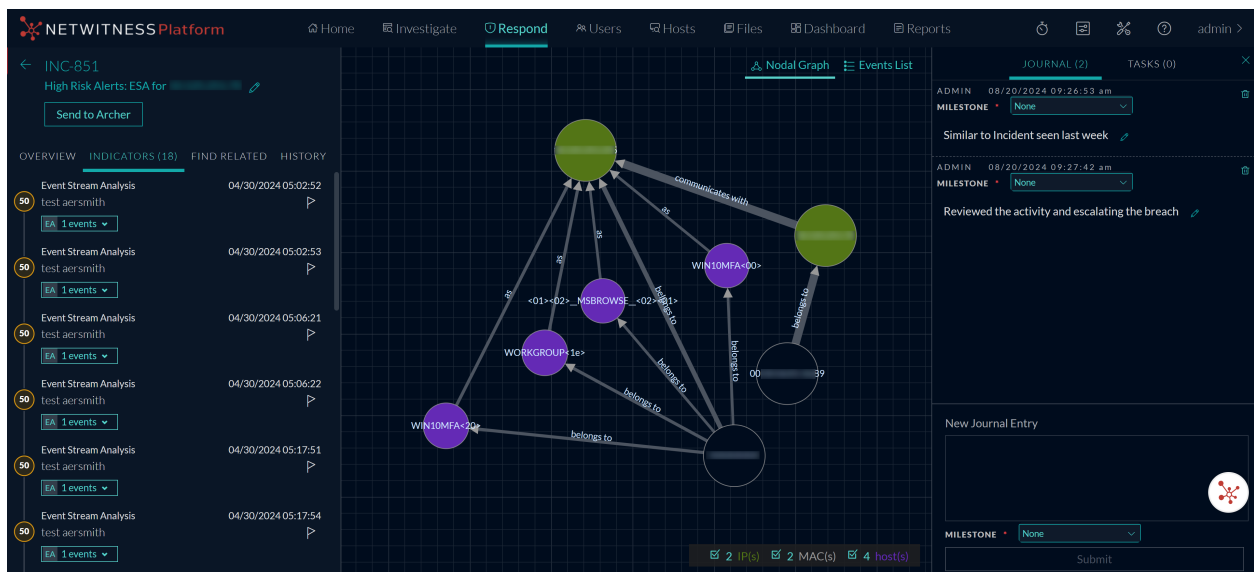 NETWITNESS Platform
Home
Investigate
Respond
Users
Hosts
Files
Dashboard
Reports
admin >
INC-851
High Risk Alerts: ESA for
Send to Archer
OVERVIEW
INDICATORS (18)
FIND RELATED
HISTORY
Event Stream Analysis 04/30/2024 05:02:52
50 test aersmith
EA 1 events
Event Stream Analysis 04/30/2024 05:02:53
50 test aersmith
EA 1 events
Event Stream Analysis 04/30/2024 05:06:21
50 test aersmith
EA 1 events
Event Stream Analysis 04/30/2024 05:06:22
50 test aersmith
EA 1 events
Event Stream Analysis 04/30/2024 05:17:51
50 test aersmith
EA 1 events
Event Stream Analysis 04/30/2024 05:17:54
50 test aersmith
EA 1 events
Nodal Graph
Events List
communicates with
as
as
as
as
WIN10MFA<00>
<01><02>_MSBROWSE_<02><01>
belongs to
belongs to
WORKGROUP<1e>
belongs to
belongs to
00 39
belongs to
WIN10MFA<20>
belongs to
belongs to
2 IP(s) 2 MAC(s) 4 host(s)
JOURNAL (2)
TASKS (0)
ADMIN 08/20/2024 09:26:53 am
MILESTONE * None
Similar to Incident seen last week
ADMIN 08/20/2024 09:27:42 am
MILESTONE * None
Reviewed the activity and escalating the breach
New Journal Entry
MILESTONE * None
Submit